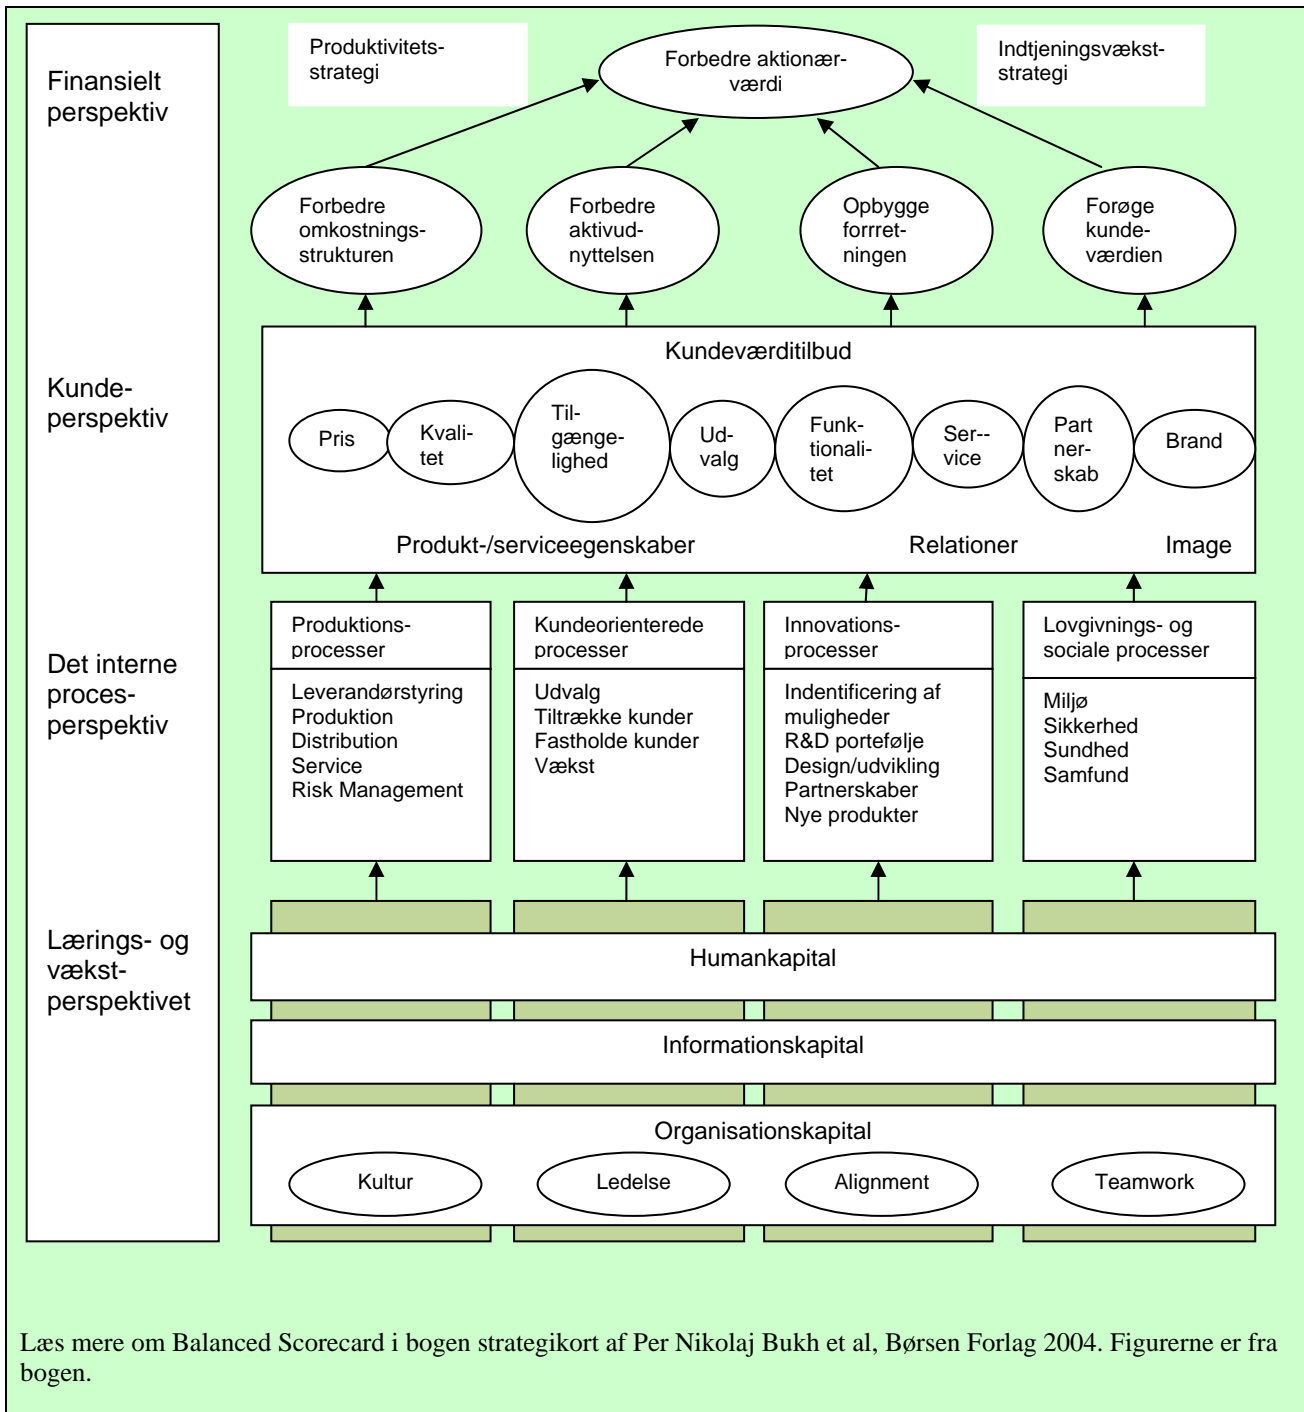 Finansielt
perspektiv
Produktivitets-
strategi
Forbedre aktionær-
værdi
Indtjeningsvækst-
strategi
Forbedre
omkostnings-
strukturen
Forbedre
aktivud-
nyttelsen
Opbygge
forrret-
ningen
Forøge
kunde-
værdien
Kunde-
perspektiv
Kundeværditilbud
Pris
Kvali-
tet
Til-
gænge-
lighed
Ud-
valg
Funk-
tionali-
tet
Ser--
vice
Part
ner-
skab
Brand
Produkt-/serviceegenskaber
Relationer
Image
Det interne
proces-
perspektiv
Produktions-
processer
Leverandørstyring
Produktion
Distribution
Service
Risk Management
Kundeorienterede
processer
Udvalg
Tiltrække kunder
Fastholde kunder
Vækst
Innovations-
processer
Indentificering af
muligheder
R&D portefølje
Design/udvikling
Partnerskaber
Nye produkter
Lovgivnings- og
sociale processer
Miljø
Sikkerhed
Sundhed
Samfund
Lærings- og
vækst-
perspektivet
Humankapital
Informationskapital
Organisationskapital
Kultur
Ledelse
Alignment
Teamwork
Læs mere om Balanced Scorecard i bogen strategikort af Per Nikolaj Bukh et al, Børsen Forlag 2004. Figurerne er fra
bogen.